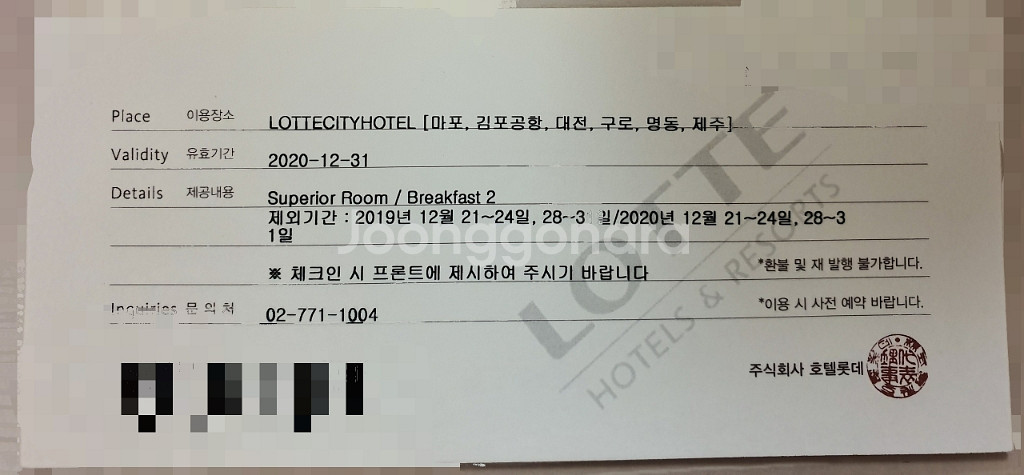 Place 이용장소 LOTTECITYHOTEL [마포, 김포공항, 대전, 구로, 명동, 제주]
Validity 유효기간 2020-12-31
Details 제공내용 Superior Room / Breakfast 2
제외기간 : 2019년 12월 21~24일, 28~3 일/2020년 12월 21~24일, 28~3
1일
Joonggonara
*환불 및 재 발행 불가합니다.
※ 체크인 시 프론트에 제시하여 주시기 바랍니다
*이용 시 사전 예약 바랍니다.
Inquiries 문 의 처 02-771-1004
LOTTE
HOTELS & RESORTS
주식회사 호텔롯데